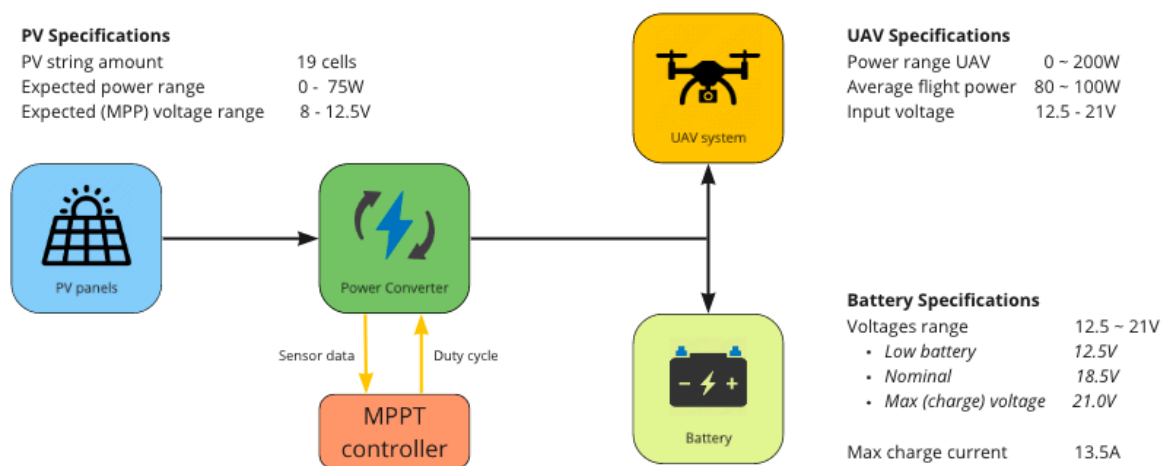 PV Specifications
PV string amount 19 cells
Expected power range 0 - 75W
Expected (MPP) voltage range 8 - 12.5V
UAV system
UAV Specifications
Power range UAV 0 ~ 200W
Average flight power 80 ~ 100W
Input voltage 12.5 - 21V
PV panels
Power Converter
Sensor data
Duty cycle
MPPT
controller
Battery
Battery Specifications
Voltages range 12.5 ~ 21V
• Low battery 12.5V
• Nominal 18.5V
• Max (charge) voltage 21.0V
Max charge current 13.5A